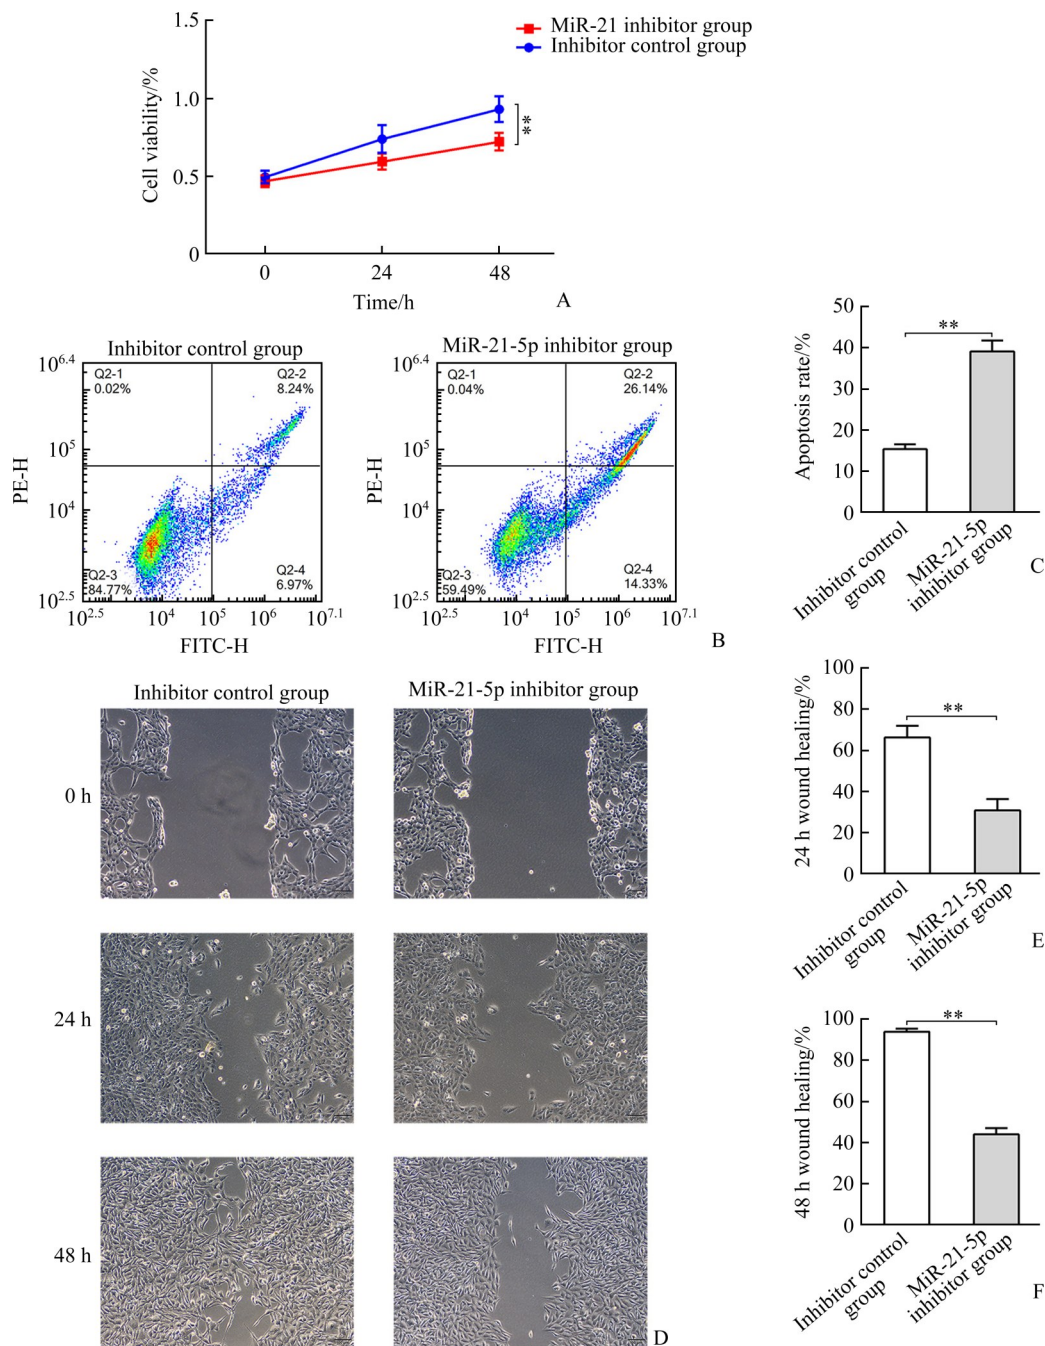 1.5
1.0
0.5
0
Cell viability/%
MiR-21 inhibitor group
Inhibitor control group
**
0
24
48
Time/h
A
Inhibitor control group
MiR-21-5p inhibitor group
10^6.4
10^5
10^4
10^2.5
PE-H
Q2-1
0.02%
Q2-2
8.24%
Q2-3
84.77%
Q2-4
6.97%
10^2.5
10^4
10^5
10^6
10^7.1
FITC-H
10^6.4
10^5
10^4
10^2.5
PE-H
Q2-1
0.04%
Q2-2
26.14%
Q2-3
59.49%
Q2-4
14.33%
10^2.5
10^4
10^5
10^6
10^7.1
FITC-H
B
50
40
30
20
10
0
Apoptosis rate/%
**
Inhibitor control
group
MiR-21-5p
inhibitor group
C
Inhibitor control group
MiR-21-5p inhibitor group
0 h
24 h
48 h
D
100
80
60
40
20
0
24 h wound healing/%
**
Inhibitor control
group
MiR-21-5p
inhibitor group
E
100
80
60
40
20
0
48 h wound healing/%
**
Inhibitor control
group
MiR-21-5p
inhibitor group
F